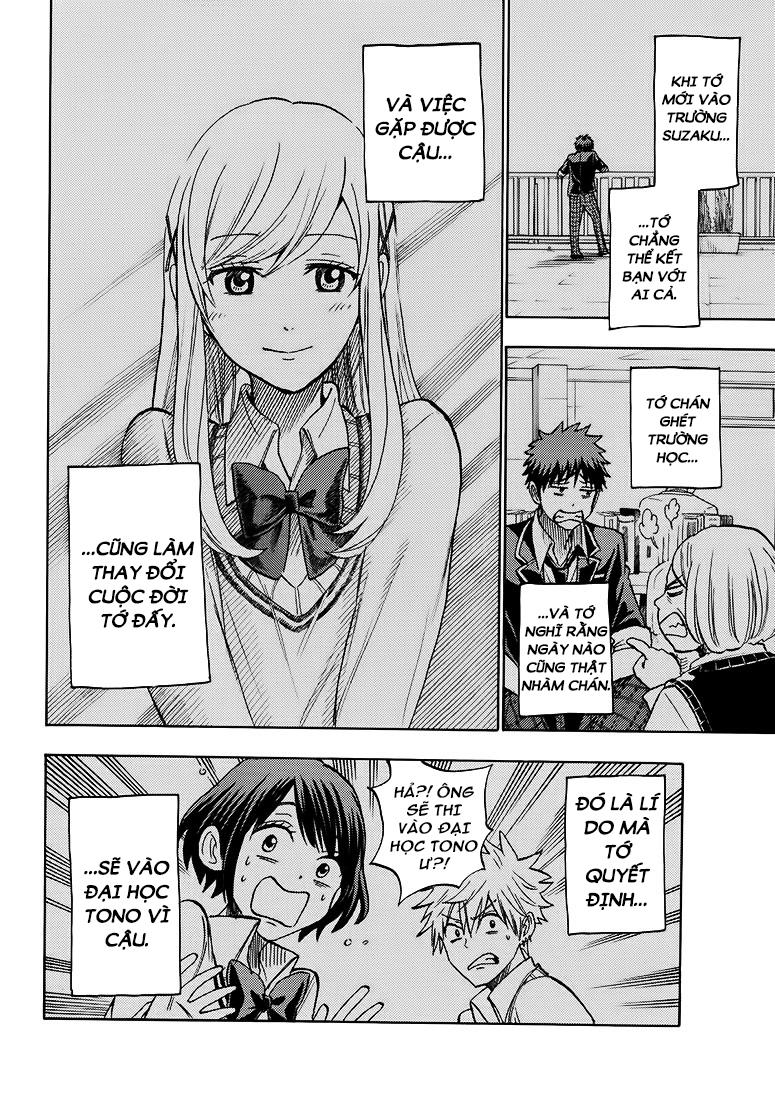 KHI TỚ
MỚI VÀO
TRƯỜNG
SUZAKU...
...TỚ
CHẲNG
THỂ KẾT
BẠN VỚI
AI CẢ.
TỚ CHÁN
GHÉT
TRƯỜNG
HỌC...
...VÀ TỚ
NGHĨ RẰNG
NGÀY NÀO
CŨNG THẬT
NHÀM CHÁN.
VÀ VIỆC
GẶP ĐƯỢC
CẬU...
...CŨNG LÀM
THAY ĐỔI
CUỘC ĐỜI
TỚ ĐẤY.
ĐÓ LÀ LÍ
DO MÀ
TỚ
QUYẾT
ĐỊNH...
HẢ?! ÔNG
SẼ THI
VÀO ĐẠI
HỌC TONO
Ư?!
...SẼ VÀO
ĐẠI HỌC
TONO VÌ
CẬU.